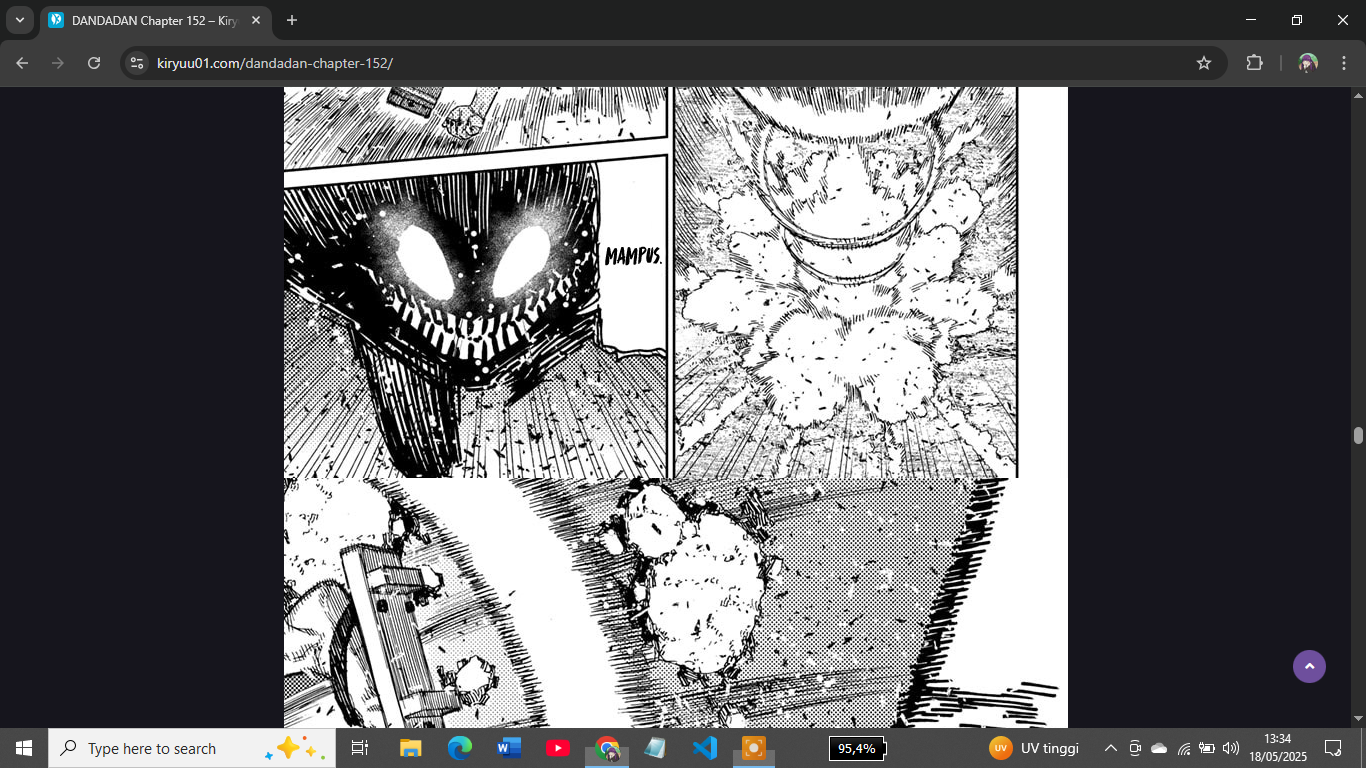 DANDADAN Chapter 152 – Kiry
kiryuu01.com/dandadan-chapter-152/
MAMPUS.
Type here to search
95,4%
UV
UV tinggi
13:34
18/05/2025